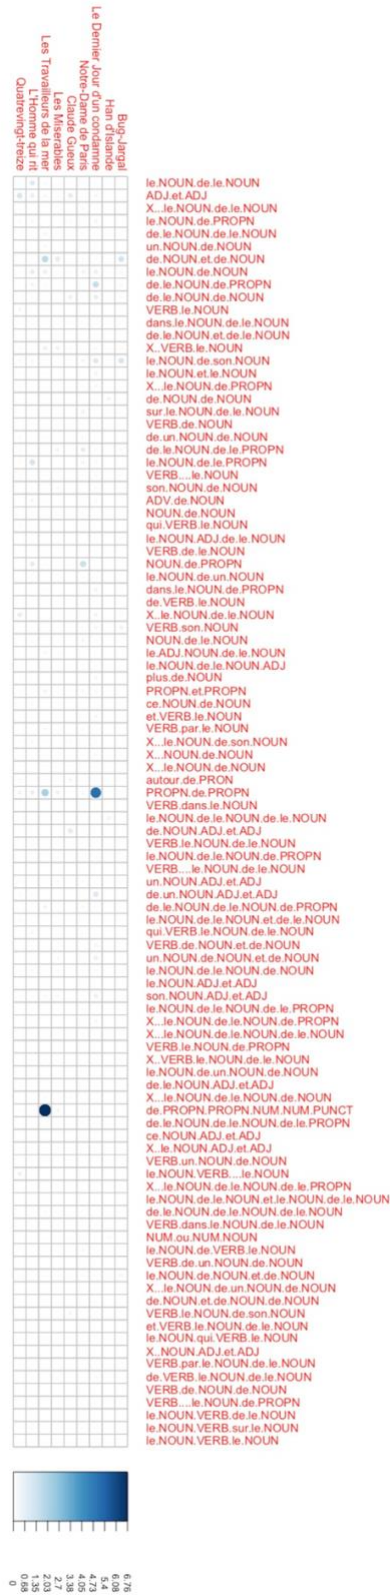 Bug-Jargal
Han d'Islande
Le Dernier Jour d'un condamne
Notre-Dame de Paris
Claude Gueux
Les Miserables
Les Travailleurs de la mer
L'Homme qui rit
Quatrevingt-treize
le.NOUN.de.le.NOUN
ADJ.et.ADJ
X...le.NOUN.de.le.NOUN
le.NOUN.de.PROPN
de.le.NOUN.de.le.NOUN
un.NOUN.de.NOUN
de.NOUN.et.de.NOUN
le.NOUN.de.NOUN
de.le.NOUN.de.PROPN
de.le.NOUN.de.NOUN
VERB.le.NOUN
dans.le.NOUN.de.le.NOUN
de.le.NOUN.et.de.le.NOUN
X..VERB.le.NOUN
le.NOUN.de.son.NOUN
le.NOUN.et.le.NOUN
X...le.NOUN.de.PROPN
de.NOUN.de.NOUN
sur.le.NOUN.de.le.NOUN
VERB.de.NOUN
de.un.NOUN.de.NOUN
de.le.NOUN.de.le.PROPN
le.NOUN.de.le.PROPN
VERB....le.NOUN
son.NOUN.de.NOUN
ADV.de.NOUN
NOUN.de.NOUN
qui.VERB.le.NOUN
le.NOUN.ADJ.de.le.NOUN
VERB.de.le.NOUN
NOUN.de.PROPN
le.NOUN.de.un.NOUN
dans.le.NOUN.de.PROPN
de.VERB.le.NOUN
X..le.NOUN.de.le.NOUN
VERB.son.NOUN
NOUN.de.le.NOUN
le.ADJ.NOUN.de.le.NOUN
le.NOUN.de.le.NOUN.ADJ
plus.de.NOUN
PROPN.et.PROPN
ce.NOUN.de.NOUN
et.VERB.le.NOUN
VERB.par.le.NOUN
X...le.NOUN.de.son.NOUN
X...NOUN.de.NOUN
X...le.NOUN.de.NOUN
autour.de.PRON
PROPN.de.PROPN
VERB.dans.le.NOUN
le.NOUN.de.le.NOUN.de.le.NOUN
de.NOUN.ADJ.et.ADJ
VERB.le.NOUN.de.le.NOUN
le.NOUN.de.le.NOUN.de.PROPN
VERB....le.NOUN.de.le.NOUN
un.NOUN.ADJ.et.ADJ
de.un.NOUN.ADJ.et.ADJ
de.le.NOUN.de.le.NOUN.de.PROPN
le.NOUN.de.le.NOUN.et.de.le.NOUN
qui.VERB.le.NOUN.de.le.NOUN
VERB.de.NOUN.et.de.NOUN
un.NOUN.de.NOUN.et.de.NOUN
le.NOUN.de.le.NOUN.de.NOUN
le.NOUN.ADJ.et.ADJ
son.NOUN.ADJ.et.ADJ
le.NOUN.de.le.NOUN.de.le.PROPN
X...le.NOUN.de.le.NOUN.de.PROPN
X...le.NOUN.de.le.NOUN.de.le.NOUN
VERB.le.NOUN.de.PROPN
X..VERB.le.NOUN.de.le.NOUN
le.NOUN.de.un.NOUN.de.NOUN
de.le.NOUN.ADJ.et.ADJ
X...le.NOUN.de.le.NOUN.de.NOUN
de.PROPN.PROPN.NUM.NUM.PUNCT
de.le.NOUN.de.le.NOUN.de.le.PROPN
ce.NOUN.ADJ.et.ADJ
X..le.NOUN.ADJ.et.ADJ
VERB.un.NOUN.de.NOUN
le.NOUN.VERB....le.NOUN
X...le.NOUN.de.le.NOUN.de.le.PROPN
le.NOUN.de.le.NOUN.et.le.NOUN.de.le.NOUN
de.le.NOUN.de.le.NOUN.de.le.NOUN
VERB.dans.le.NOUN.de.le.NOUN
NUM.ou.NUM.NOUN
le.NOUN.de.VERB.le.NOUN
VERB.de.un.NOUN.de.NOUN
le.NOUN.de.NOUN.et.de.NOUN
X...le.NOUN.de.un.NOUN.de.NOUN
de.NOUN.et.de.NOUN.de.NOUN
VERB.le.NOUN.de.son.NOUN
et.VERB.le.NOUN.de.le.NOUN
le.NOUN.qui.VERB.le.NOUN
X..NOUN.ADJ.et.ADJ
VERB.par.le.NOUN.de.le.NOUN
de.VERB.le.NOUN.de.le.NOUN
VERB.de.NOUN.de.NOUN
VERB....le.NOUN.de.PROPN
le.NOUN.VERB.de.le.NOUN
le.NOUN.VERB.sur.le.NOUN
le.NOUN.VERB.le.NOUN
6.76
6.08
5.4
4.73
4.05
3.38
2.7
2.03
1.35
0.68
0